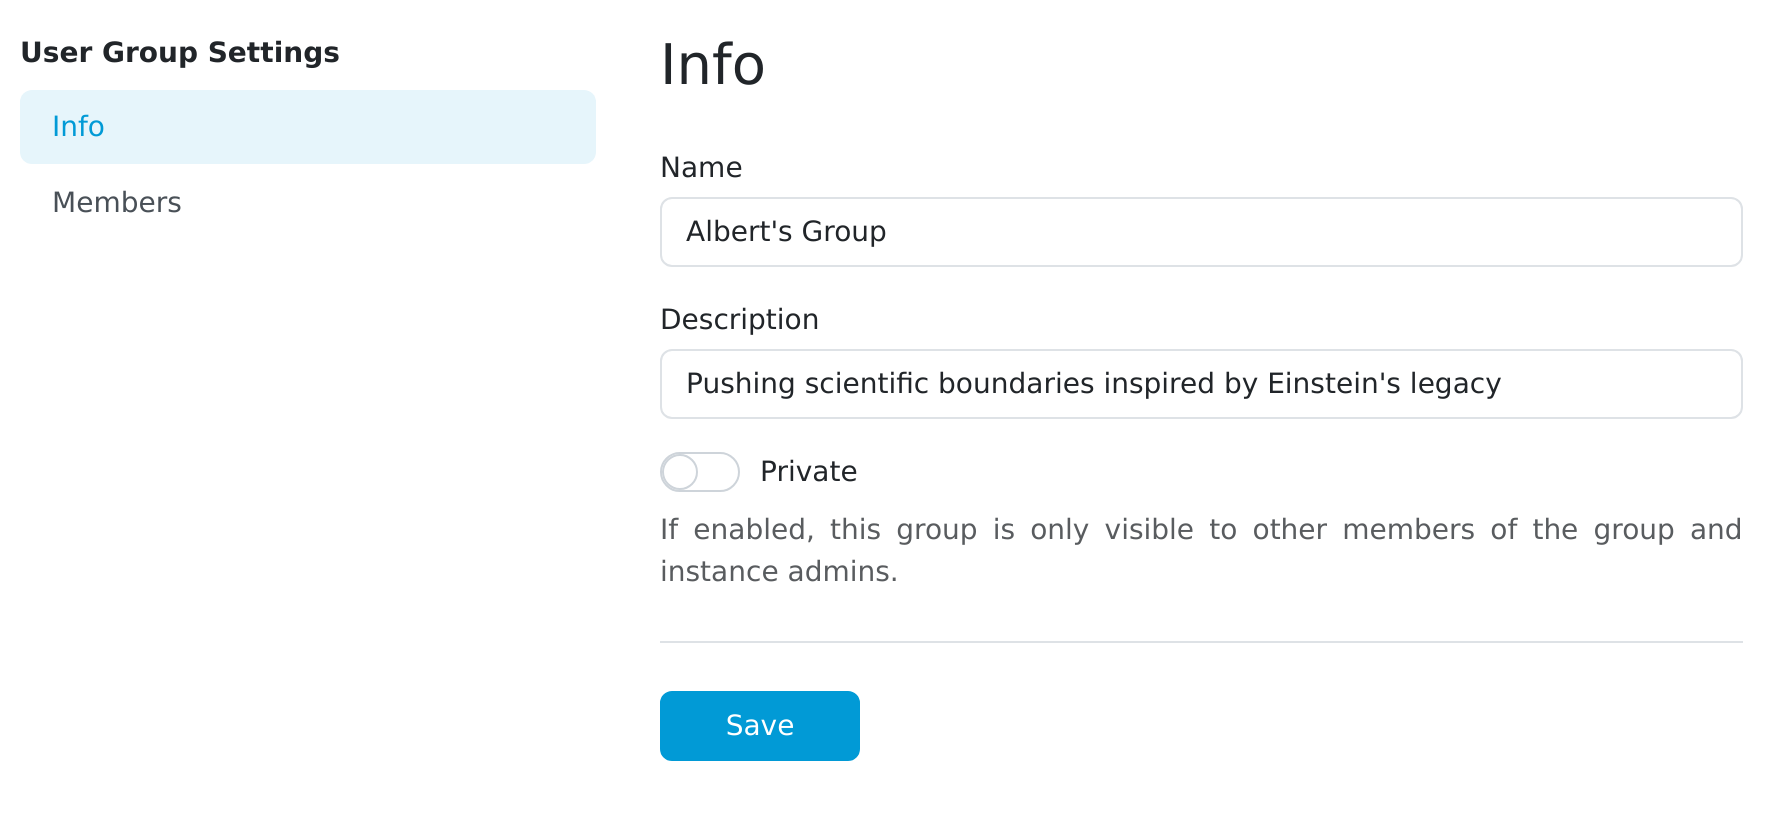 User Group Settings
Info
Members
Info
Name
Albert's Group
Description
Pushing scientific boundaries inspired by Einstein's legacy
Private
If enabled, this group is only visible to other members of the group and
instance admins.
Save